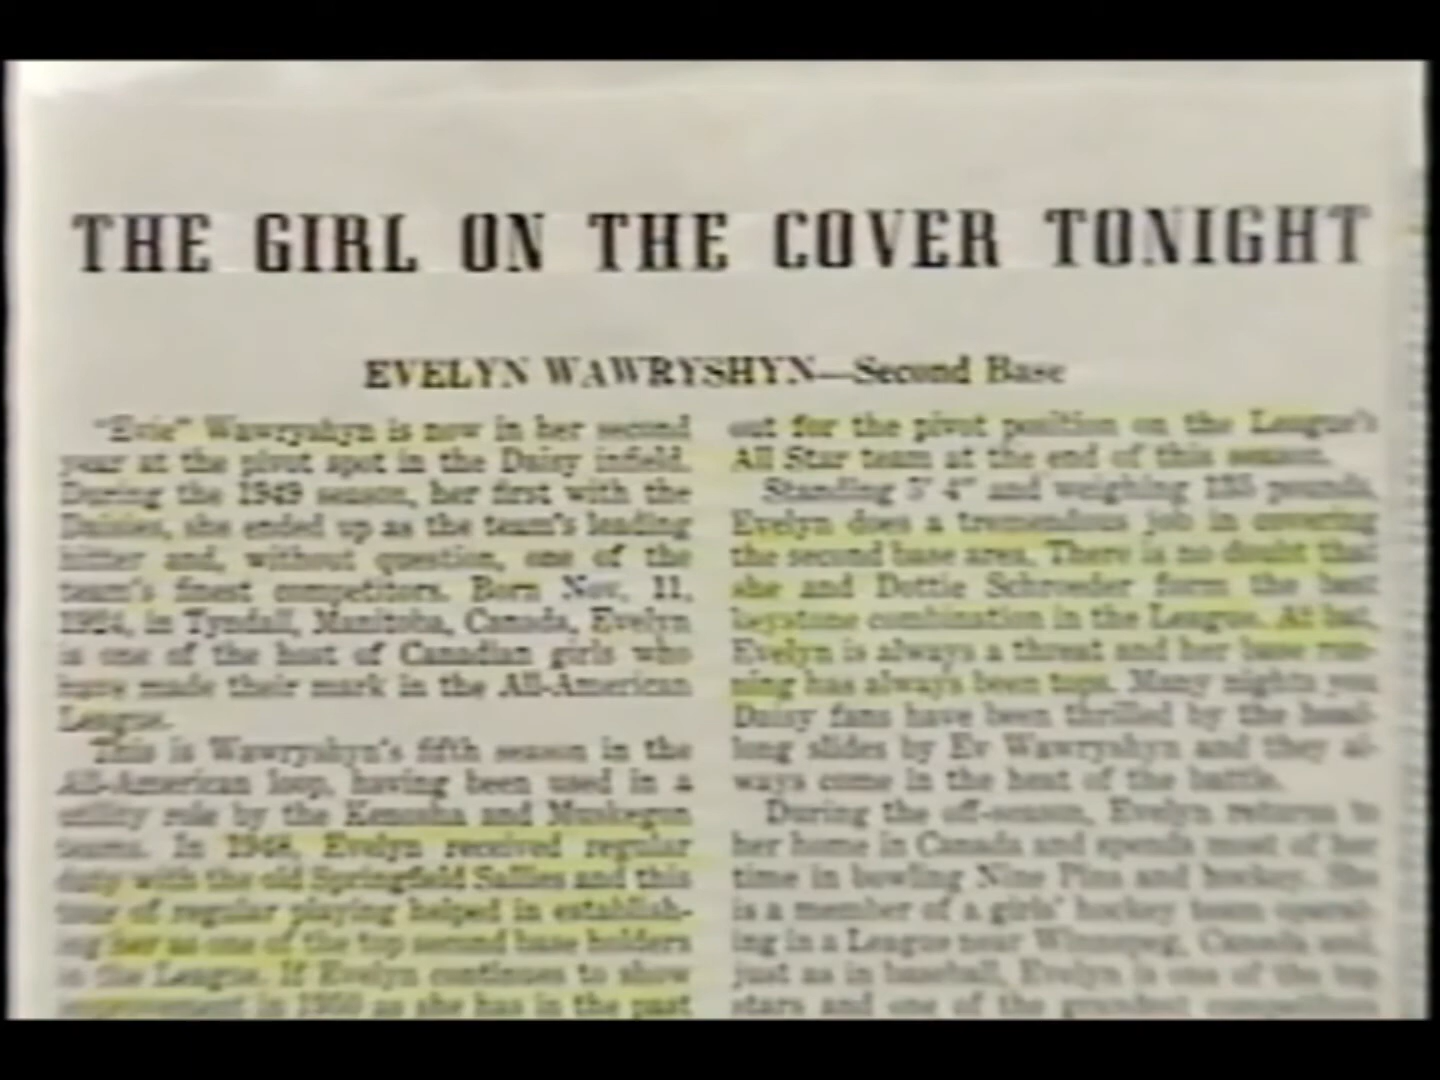 THE GIRL ON THE COVER TONIGHT
EVELYN WAWRYSHYN—Second Base
"Evie" Wawryshyn is now in her second
year at the pivot spot in the Daisy infield.
During the 1949 season, her first with the
Daisies, she ended up as the team's leading
hitter and, without question, one of the
team's finest competitors. Born Nov. 11,
1924, in Tyndall, Manitoba, Canada, Evelyn
is one of the host of Canadian girls who
have made their mark in the All-American
League.
This is Wawryshyn's fifth season in the
All-American loop, having been used in a
utility role by the Kenosha and Muskegon
teams. In 1948, Evelyn received regular
duty with the old Springfield Sallies and this
tour of regular playing helped in establish-
ing her as one of the top second base holders
in the League. If Evelyn continues to show
improvement in 1950 as she has in the past
out for the pivot position on the League's
All Star team at the end of this season.
Standing 5' 4" and weighing 135 pounds,
Evelyn does a tremendous job in covering
the second base area. There is no doubt that
she and Dottie Schroeder form the best
keystone combination in the League. At bat,
Evelyn is always a threat and her base run-
ning has always been tops. Many nights you
Daisy fans have been thrilled by the head-
long slides by Ev Wawryshyn and they al-
ways come in the heat of the battle.
During the off-season, Evelyn returns to
her home in Canada and spends most of her
time in bowling Nine Pins and hockey. She
is a member of a girls' hockey team operat-
ing in a League near Winnipeg, Canada and,
just as in baseball, Evelyn is one of the top
stars and one of the grandest competitors